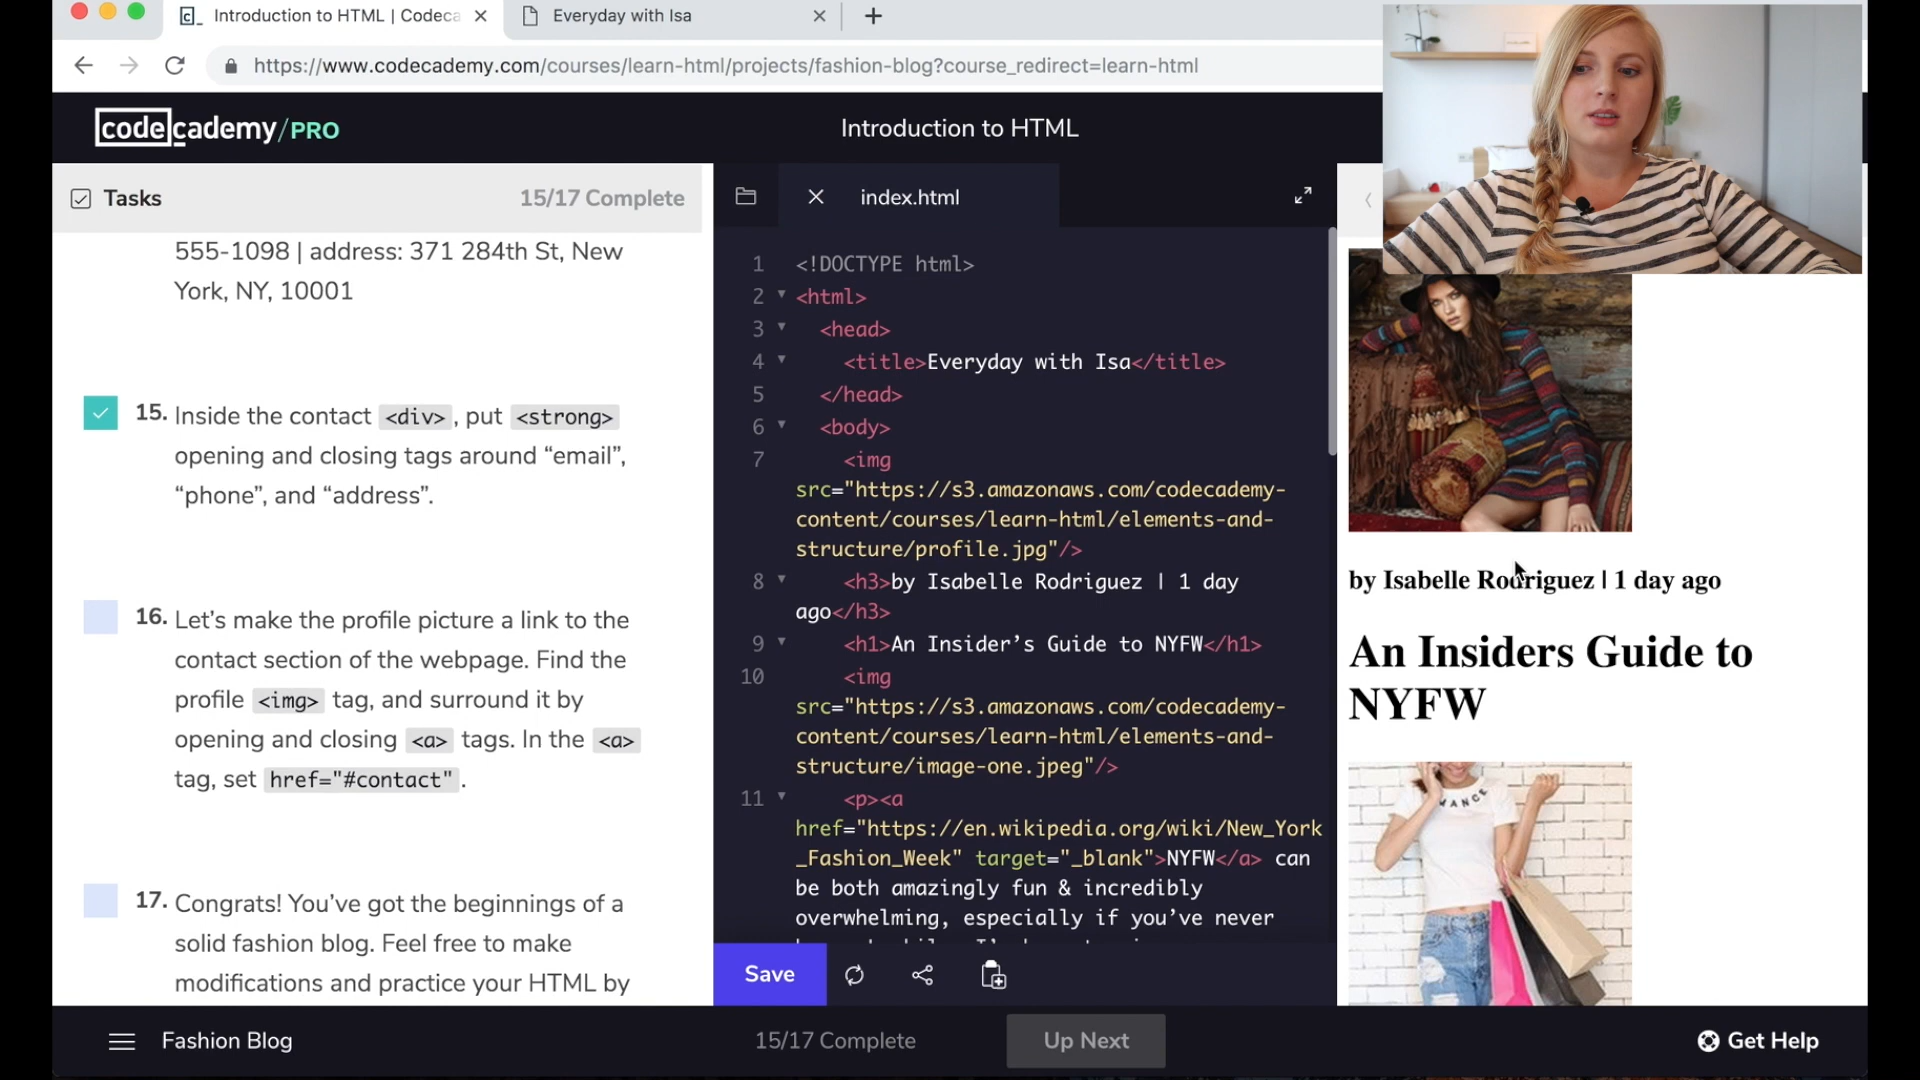 Introduction to HTML | Codeca
Everyday with Isa
https://www.codecademy.com/courses/learn-html/projects/fashion-blog?course_redirect=learn-html
codecademy/PRO
Introduction to HTML
Tasks
15/17 Complete
555-1098 | address: 371 284th St, New
York, NY, 10001
15. Inside the contact <div>, put <strong>
opening and closing tags around “email”,
“phone”, and “address”.
16. Let’s make the profile picture a link to the
contact section of the webpage. Find the
profile <img> tag, and surround it by
opening and closing <a> tags. In the <a>
tag, set href="#contact".
17. Congrats! You’ve got the beginnings of a
solid fashion blog. Feel free to make
modifications and practice your HTML by
index.html
1 <!DOCTYPE html>
2 <html>
3 <head>
4 <title>Everyday with Isa</title>
5 </head>
6 <body>
7 <img
src="https://s3.amazonaws.com/codecademy-
content/courses/learn-html/elements-and-
structure/profile.jpg"/>
8 <h3>by Isabelle Rodriguez | 1 day
ago</h3>
9 <h1>An Insider’s Guide to NYFW</h1>
10 <img
src="https://s3.amazonaws.com/codecademy-
content/courses/learn-html/elements-and-
structure/image-one.jpeg"/>
11 <p><a
href="https://en.wikipedia.org/wiki/New_York
_Fashion_Week" target="_blank">NYFW</a> can
be both amazingly fun & incredibly
overwhelming, especially if you’ve never
Save
by Isabelle Rodriguez | 1 day ago
An Insiders Guide to
NYFW
Fashion Blog
15/17 Complete
Up Next
Get Help